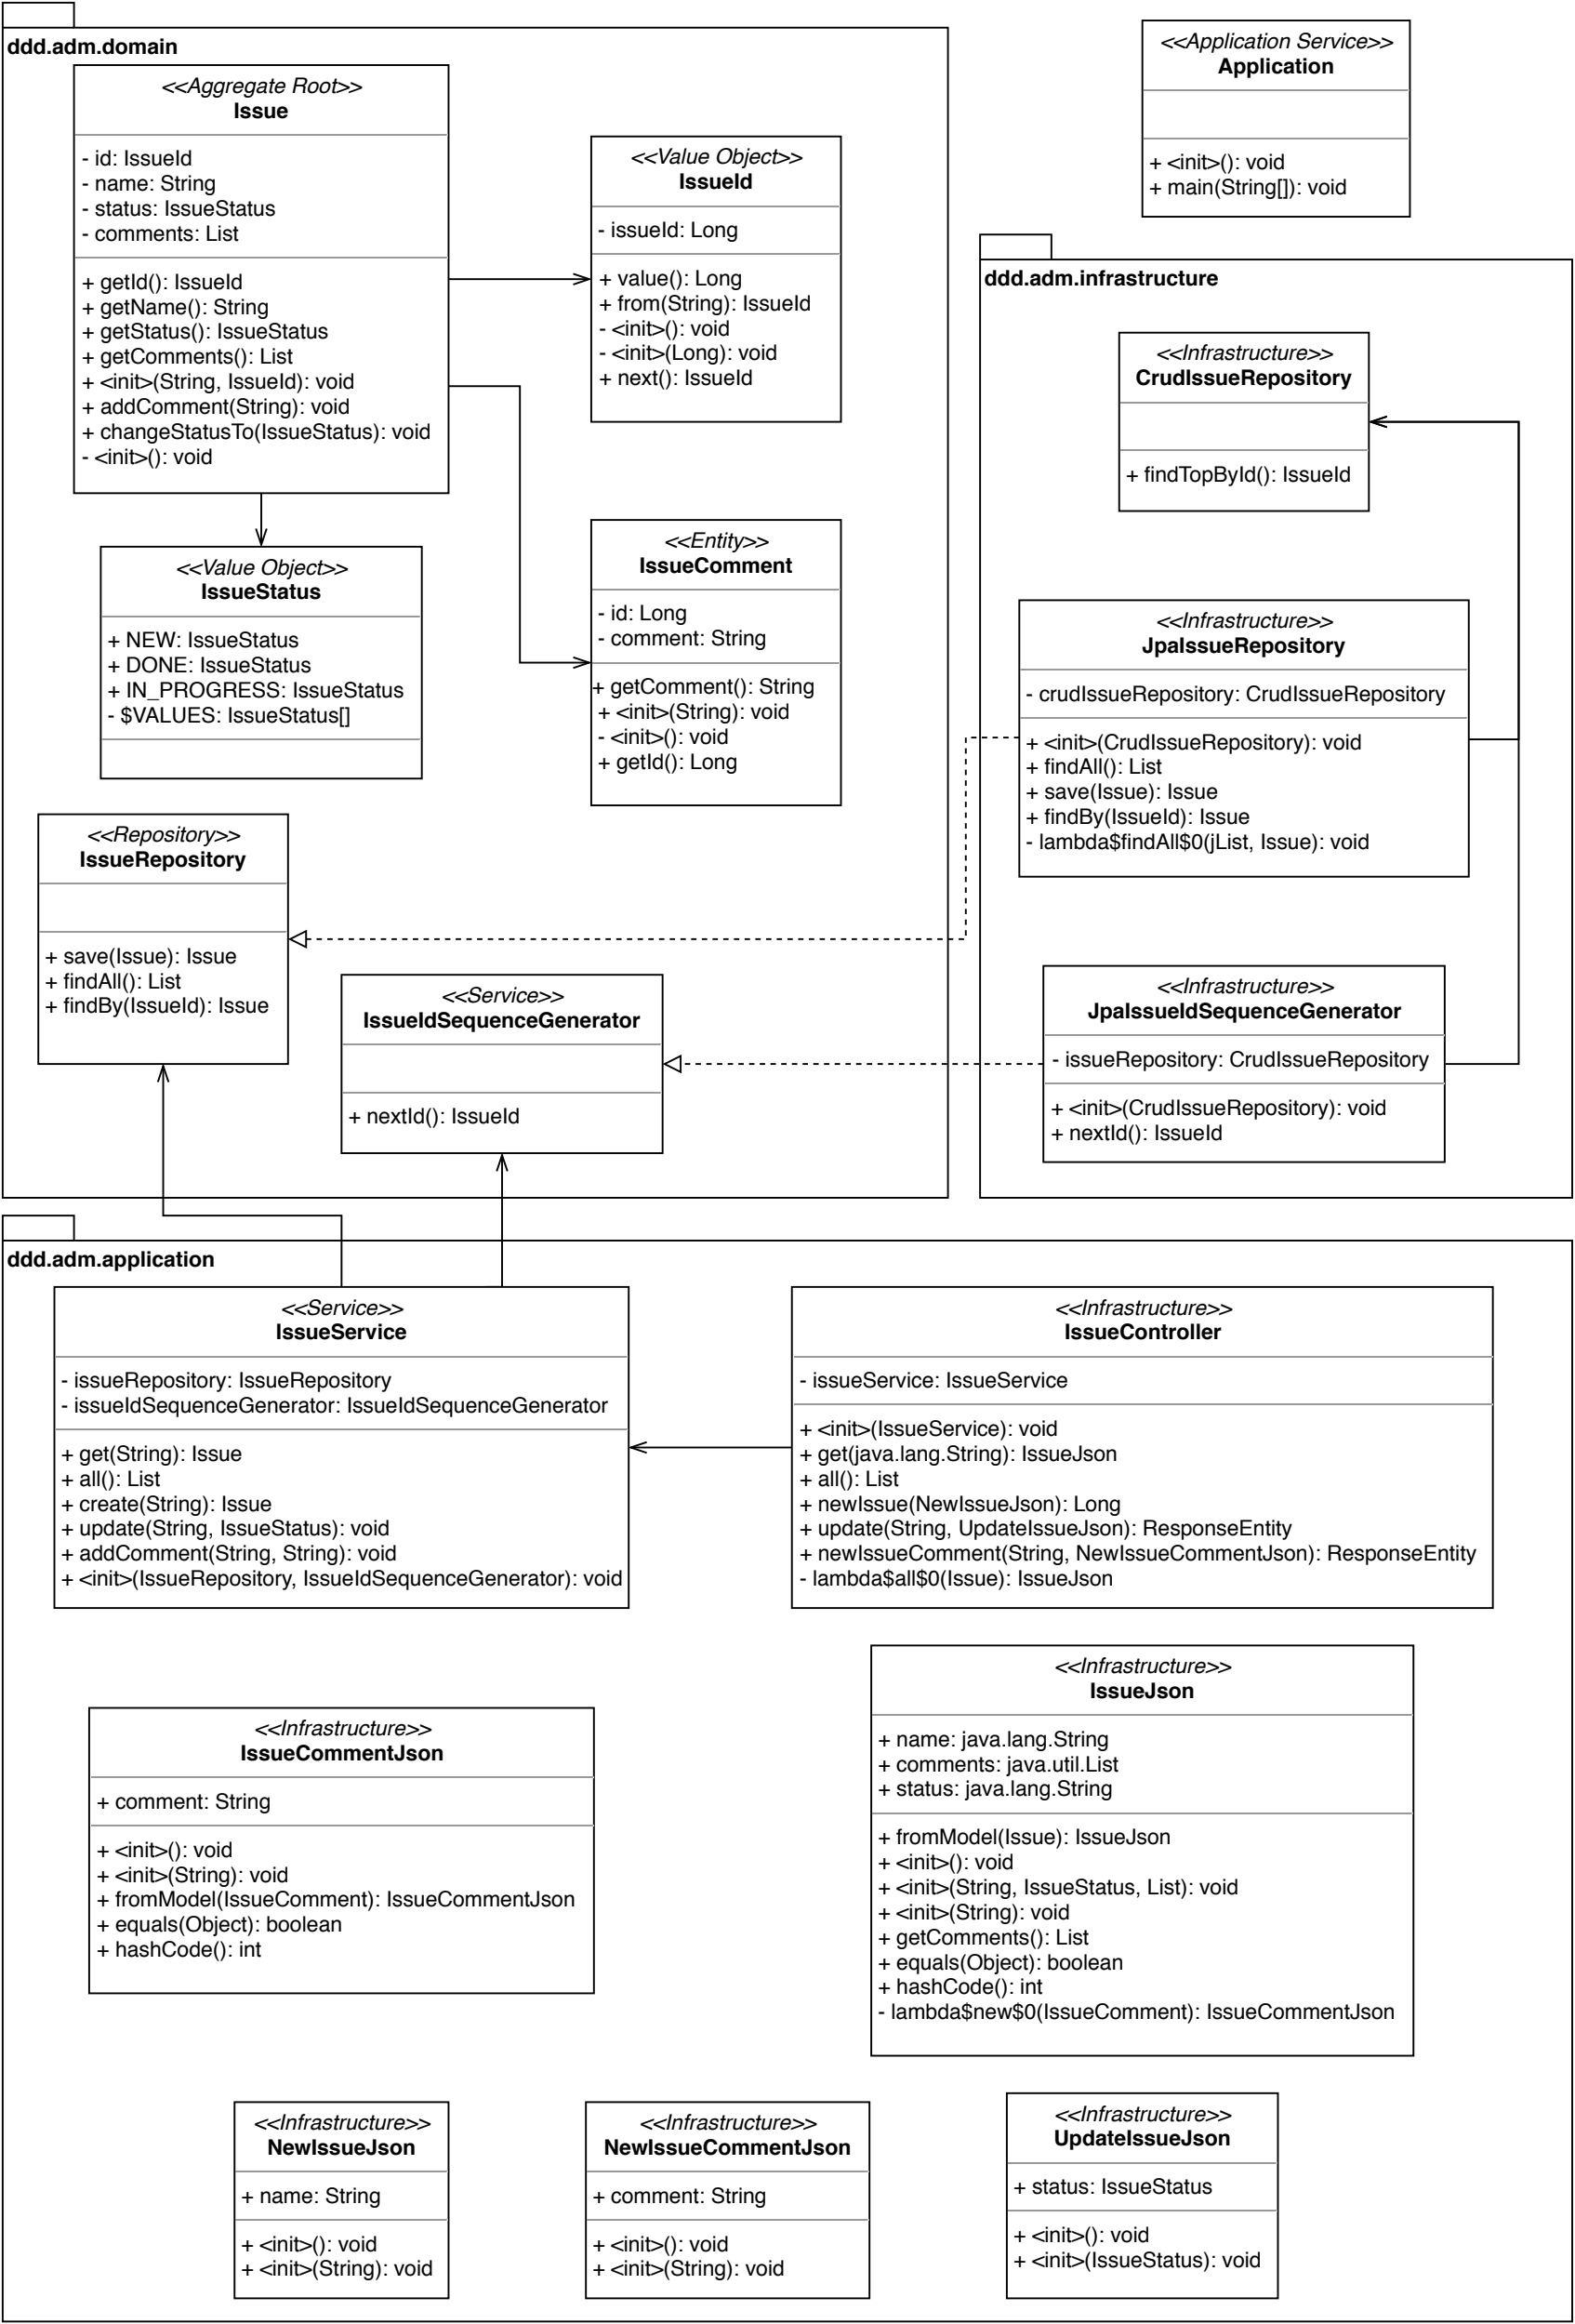 ddd.adm.domain
<<Aggregate Root>>
Issue
- id: IssueId
- name: String
- status: IssueStatus
- comments: List
+ getId(): IssueId
+ getName(): String
+ getStatus(): IssueStatus
+ getComments(): List
+ <init>(String, IssueId): void
+ addComment(String): void
+ changeStatusTo(IssueStatus): void
- <init>(): void
<<Value Object>>
IssueId
- issueId: Long
+ value(): Long
+ from(String): IssueId
- <init>(): void
- <init>(Long): void
+ next(): IssueId
<<Value Object>>
IssueStatus
+ NEW: IssueStatus
+ DONE: IssueStatus
+ IN_PROGRESS: IssueStatus
- $VALUES: IssueStatus[]
<<Entity>>
IssueComment
- id: Long
- comment: String
+ getComment(): String
+ <init>(String): void
- <init>(): void
+ getId(): Long
<<Repository>>
IssueRepository
+ save(Issue): Issue
+ findAll(): List
+ findBy(IssueId): Issue
<<Service>>
IssueIdSequenceGenerator
+ nextId(): IssueId
<<Application Service>>
Application
+ <init>(): void
+ main(String[]): void
ddd.adm.infrastructure
<<Infrastructure>>
CrudIssueRepository
+ findTopById(): IssueId
<<Infrastructure>>
JpaIssueRepository
- crudIssueRepository: CrudIssueRepository
+ <init>(CrudIssueRepository): void
+ findAll(): List
+ save(Issue): Issue
+ findBy(IssueId): Issue
- lambda$findAll$0(jList, Issue): void
<<Infrastructure>>
JpaIssueIdSequenceGenerator
- issueRepository: CrudIssueRepository
+ <init>(CrudIssueRepository): void
+ nextId(): IssueId
ddd.adm.application
<<Service>>
IssueService
- issueRepository: IssueRepository
- issueIdSequenceGenerator: IssueIdSequenceGenerator
+ get(String): Issue
+ all(): List
+ create(String): Issue
+ update(String, IssueStatus): void
+ addComment(String, String): void
+ <init>(IssueRepository, IssueIdSequenceGenerator): void
<<Infrastructure>>
IssueController
- issueService: IssueService
+ <init>(IssueService): void
+ get(java.lang.String): IssueJson
+ all(): List
+ newIssue(NewIssueJson): Long
+ update(String, UpdateIssueJson): ResponseEntity
+ newIssueComment(String, NewIssueCommentJson): ResponseEntity
- lambda$all$0(Issue): IssueJson
<<Infrastructure>>
IssueCommentJson
+ comment: String
+ <init>(): void
+ <init>(String): void
+ fromModel(IssueComment): IssueCommentJson
+ equals(Object): boolean
+ hashCode(): int
<<Infrastructure>>
IssueJson
+ name: java.lang.String
+ comments: java.util.List
+ status: java.lang.String
+ fromModel(Issue): IssueJson
+ <init>(): void
+ <init>(String, IssueStatus, List): void
+ <init>(String): void
+ getComments(): List
+ equals(Object): boolean
+ hashCode(): int
- lambda$new$0(IssueComment): IssueCommentJson
<<Infrastructure>>
NewIssueJson
+ name: String
+ <init>(): void
+ <init>(String): void
<<Infrastructure>>
NewIssueCommentJson
+ comment: String
+ <init>(): void
+ <init>(String): void
<<Infrastructure>>
UpdateIssueJson
+ status: IssueStatus
+ <init>(): void
+ <init>(IssueStatus): void